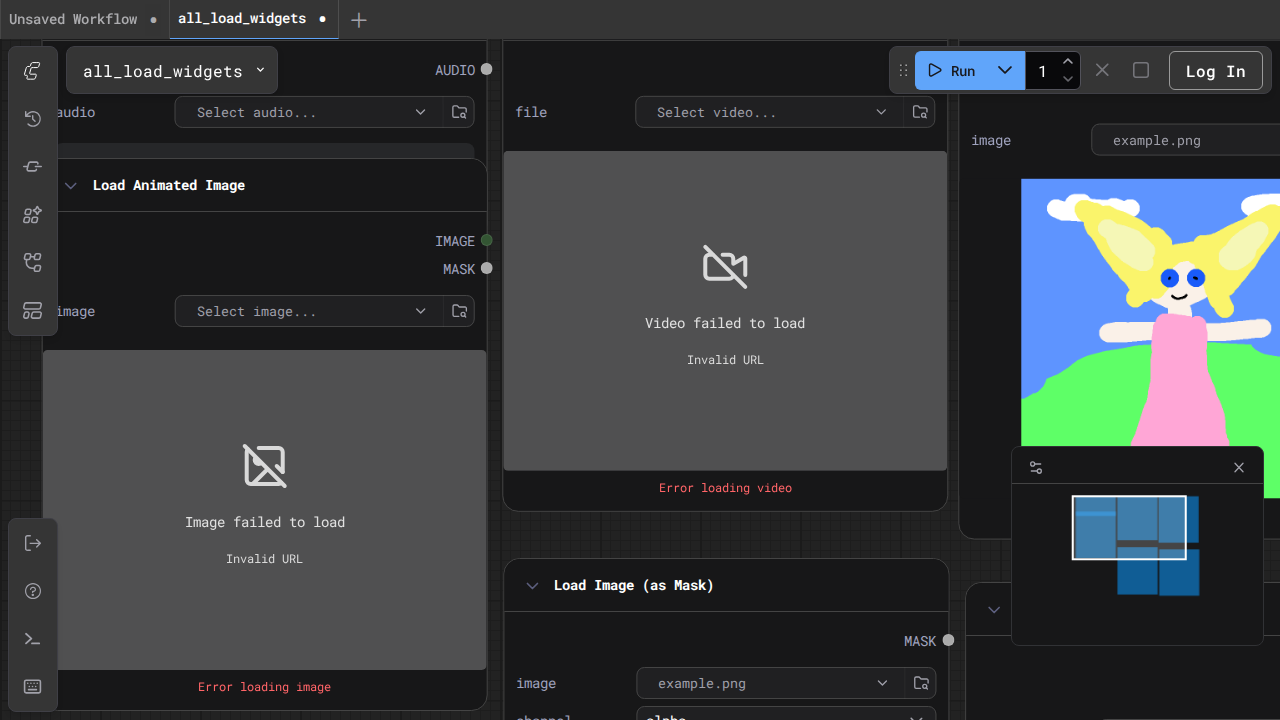 Unsaved Workflow
all_load_widgets
all_load_widgets
Run
1
Log In
AUDIO
audio
Select audio...
file
Select video...
image
example.png
Load Animated Image
IMAGE
MASK
image
Select image...
Image failed to load
Invalid URL
Error loading image
Video failed to load
Invalid URL
Error loading video
Load Image (as Mask)
MASK
image
example.png
channel
alpha